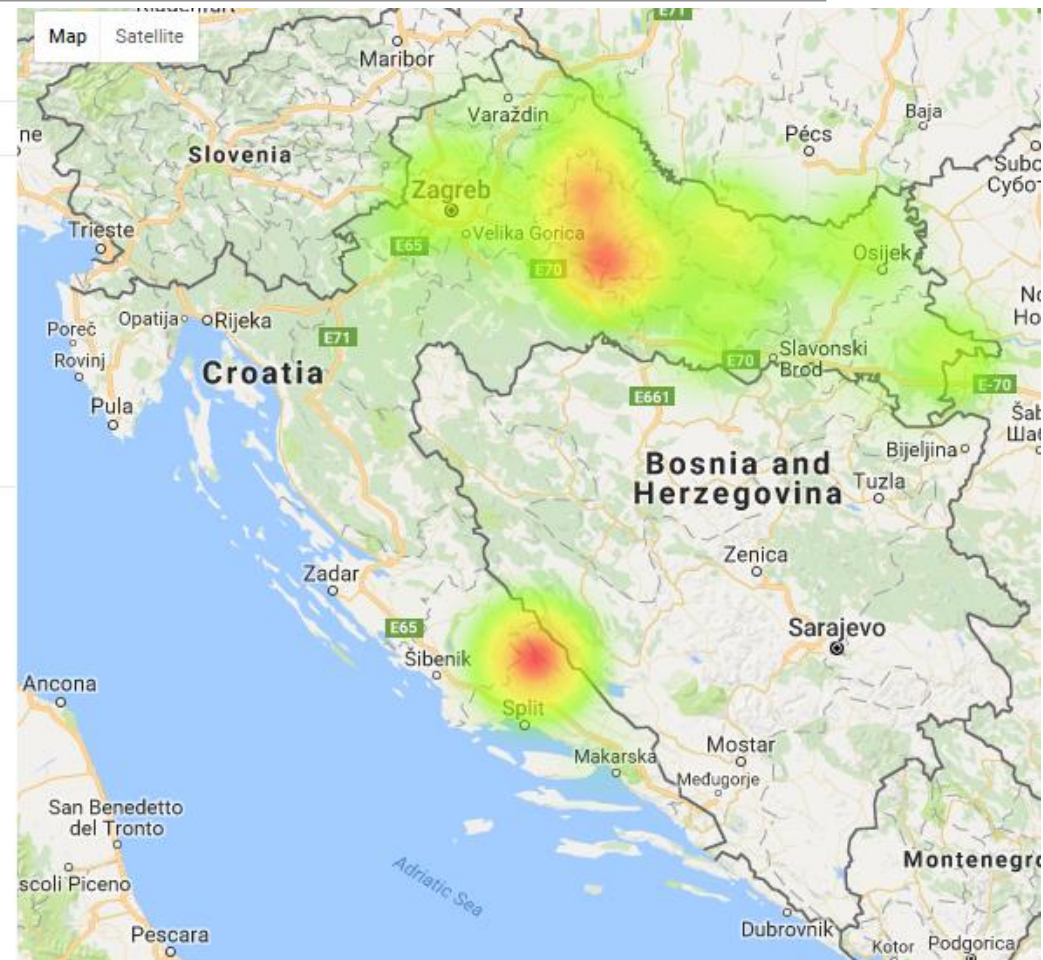 E71
Map
Satellite
Maribor
Varaždin
Pécs
Baja
Slovenia
Zagreb
Velika Gorica
Trieste
E65
E70
Osijek
Opatija
Rijeka
Poreč
Rovinj
E71
Croatia
Pula
E70
Slavonski
Brod
E-70
E661
Bijeljina
Bosnia and
Herzegovina
Tuzla
Zenica
Zadar
E65
Sarajevo
Šibenik
Ancona
Split
Makarska
Mostar
Međugorje
San Benedetto
del Tronto
Adriatic Sea
Montenegro
scoli Piceno
Pescara
Dubrovnik
Kotor
Podgorica